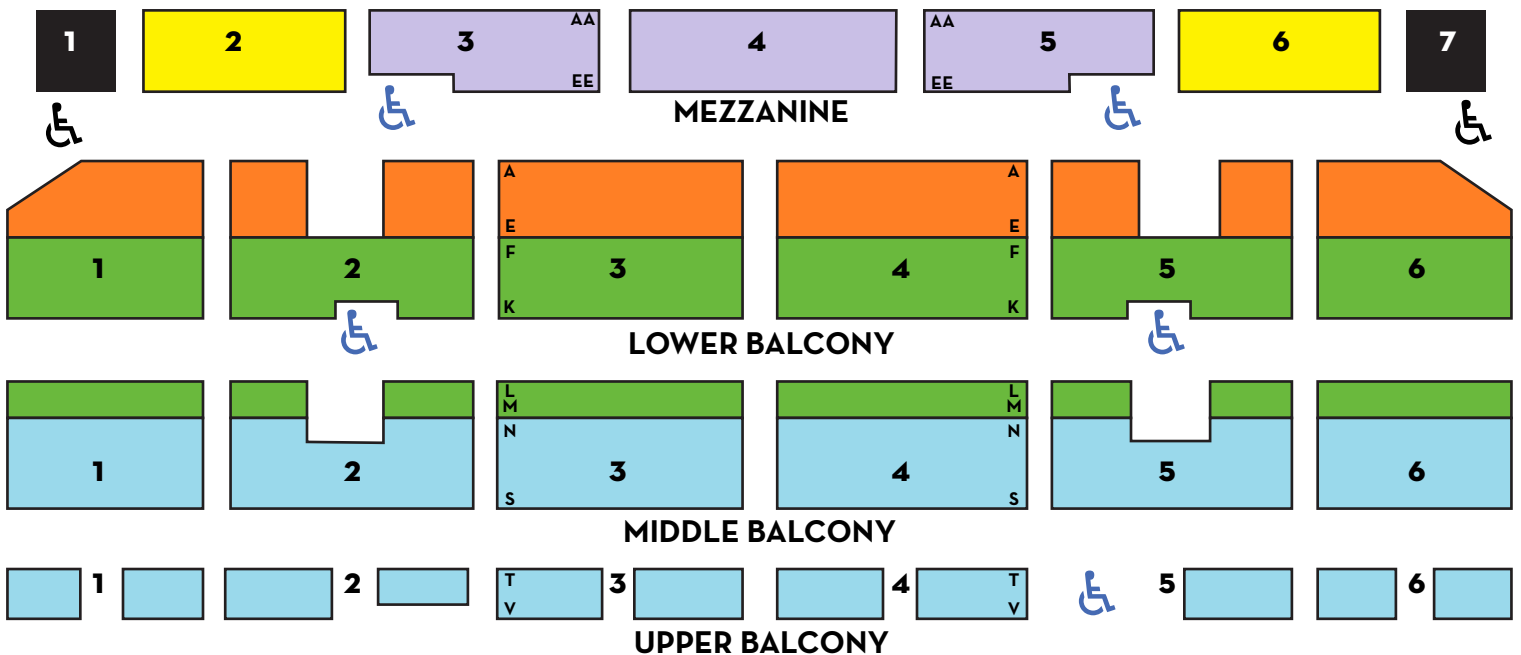 1 2 3 AA 4 AA 5 6 7
EE EE
MEZZANINE
A A
E E
1 2 F 3 4 F 5 6
K K
LOWER BALCONY
L L
M M
N N
1 2 3 4 5 6
S S
MIDDLE BALCONY
1 2 T 3 4 T 5 6
V V
UPPER BALCONY